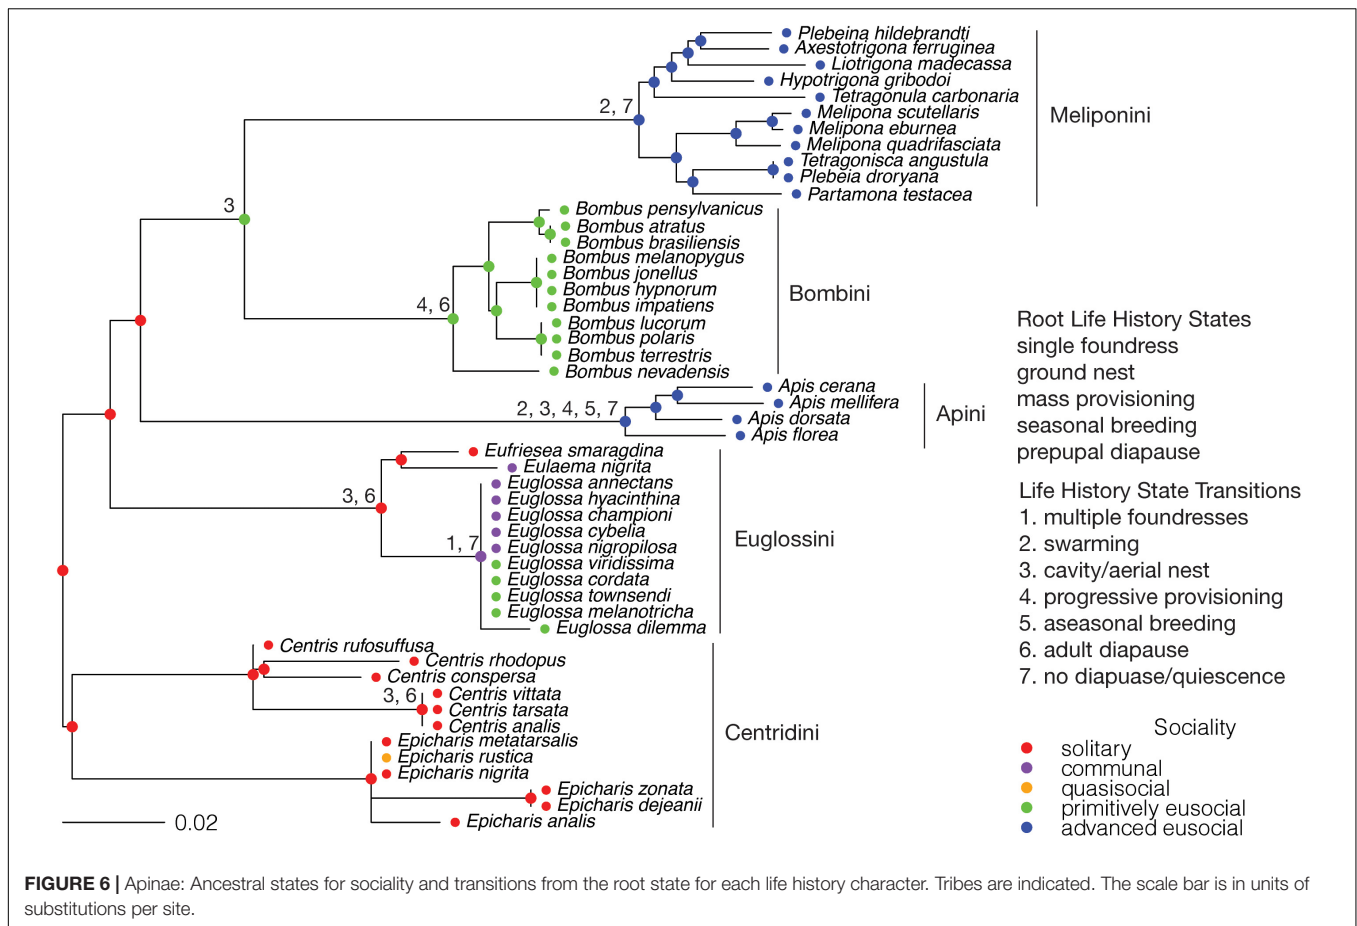 Plebeina hildebrandti
Axestotrigona ferruginea
Liotrigona madecassa
Hypotrigona gribodoi
Tetragonula carbonaria
2, 7
Melipona scutellaris
Meliponini
Melipona eburnea
Melipona quadrifasciata
Tetragonisca angustula
Plebeia droryana
Partamona testacea
3
Bombus pensylvanicus
Bombus atratus
Bombus brasiliensis
Bombus melanopygus
Bombus jonellus
Bombus hypnorum
Bombini
4, 6
Bombus impatiens
Bombus lucorum
Bombus polaris
Bombus terrestris
Bombus nevadensis
Apis cerana
Apis mellifera
2, 3, 4, 5, 7
Apis dorsata
Apini
Apis florea
Eufriesea smaragdina
Eulaema nigrita
Euglossa annectans
3, 6
Euglossa hyacinthina
Euglossa championi
Euglossa cybelia
Euglossini
1, 7
Euglossa nigropilosa
Euglossa viridissima
Euglossa cordata
Euglossa townsendi
Euglossa melanotricha
Euglossa dilemma
Centris rufosuffusa
Centris rhodopus
Centris conspersa
3, 6
Centris vittata
Centris tarsata
Centris analis
Centridini
Epicharis metatarsalis
Epicharis rustica
Epicharis nigrita
Epicharis zonata
Epicharis dejeanii
Epicharis analis
0.02
Root Life History States
single foundress
ground nest
mass provisioning
seasonal breeding
prepupal diapause
Life History State Transitions
1. multiple foundresses
2. swarming
3. cavity/aerial nest
4. progressive provisioning
5. aseasonal breeding
6. adult diapause
7. no diapuase/quiescence
Sociality
solitary
communal
quasisocial
primitively eusocial
advanced eusocial
FIGURE 6 | Apinae: Ancestral states for sociality and transitions from the root state for each life history character. Tribes are indicated. The scale bar is in units of
substitutions per site.